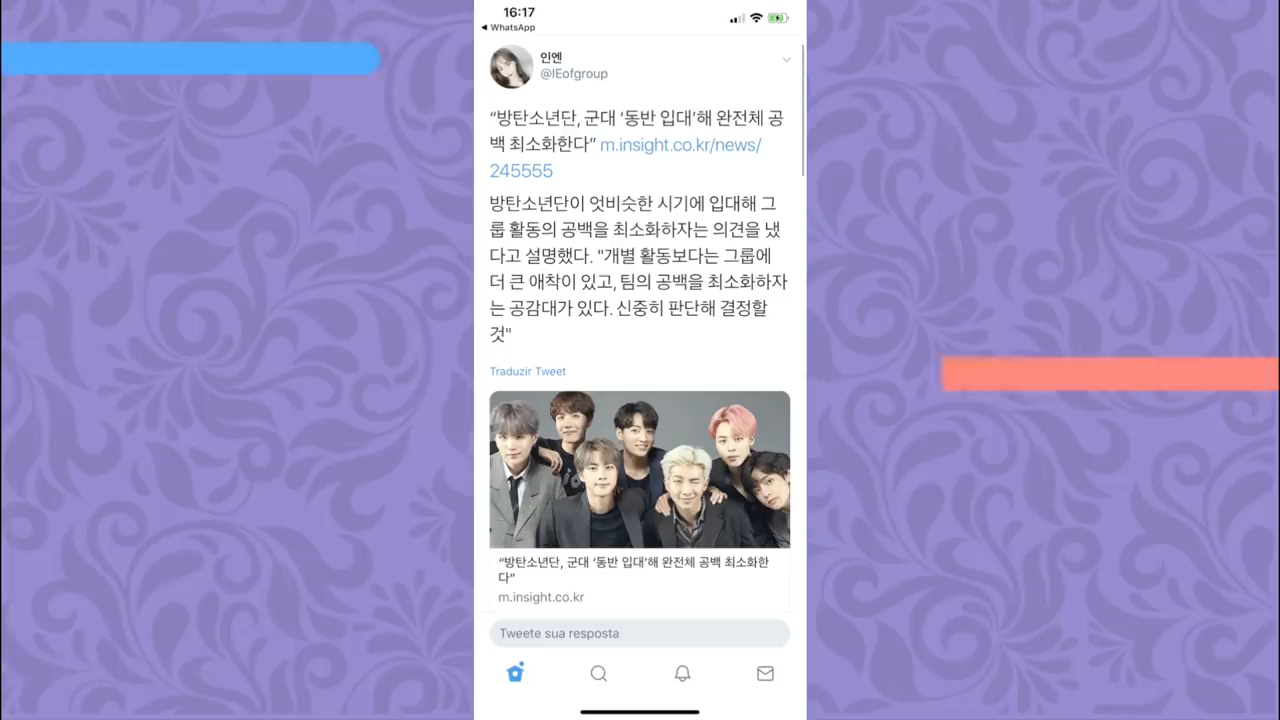 16:17
◀ WhatsApp
인엔
@IEofgroup
“방탄소년단, 군대 ‘동반 입대’해 완전체 공
백 최소화한다” m.insight.co.kr/news/
245555
방탄소년단이 엇비슷한 시기에 입대해 그
룹 활동의 공백을 최소화하자는 의견을 냈
다고 설명했다. "개별 활동보다는 그룹에
더 큰 애착이 있고, 팀의 공백을 최소화하자
는 공감대가 있다. 신중히 판단해 결정할
것"
Traduzir Tweet
“방탄소년단, 군대 ‘동반 입대’해 완전체 공백 최소화한
다”
m.insight.co.kr
Tweete sua resposta